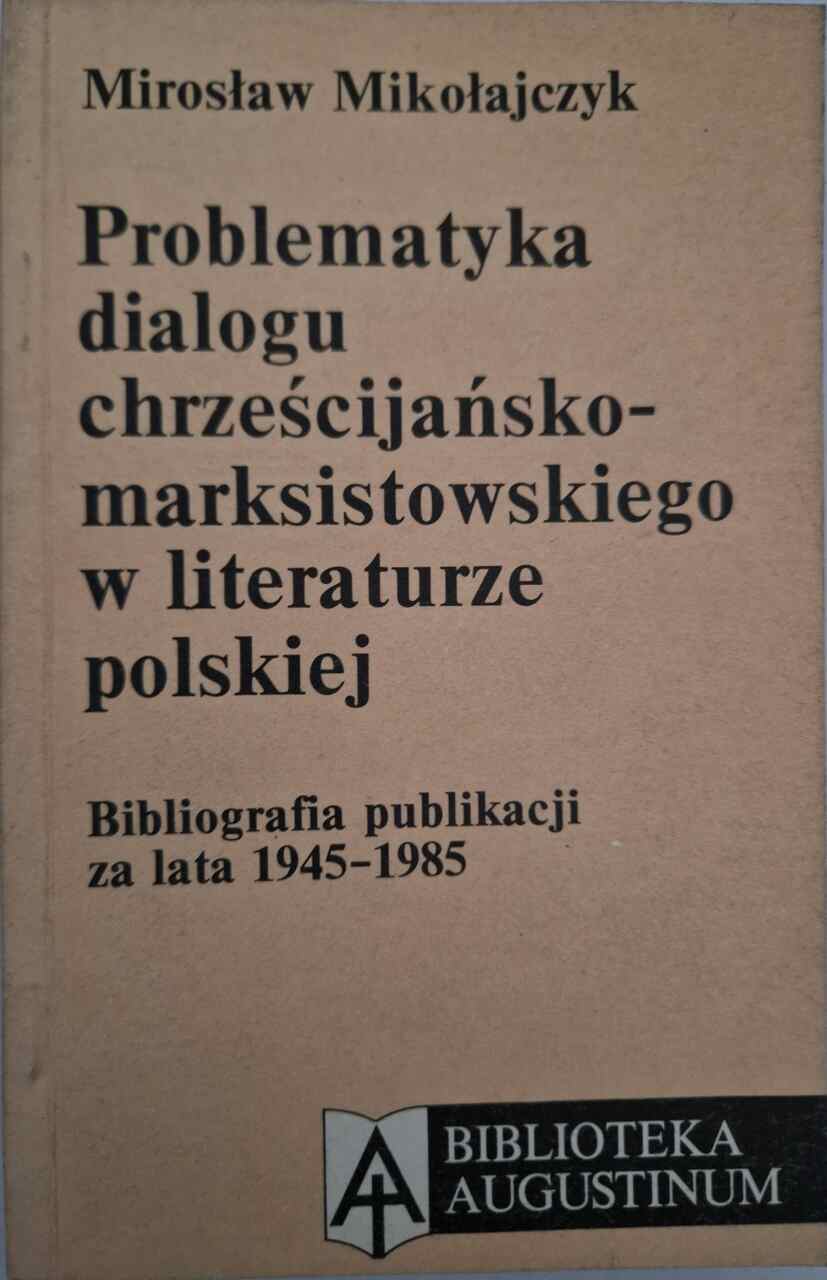 Mirosław Mikołajczyk
Problematyka
dialogu
chrześcijańsko-
marksistowskiego
w literaturze
polskiej
Bibliografia publikacji
za lata 1945-1985
BIBLIOTEKA
AUGUSTINUM